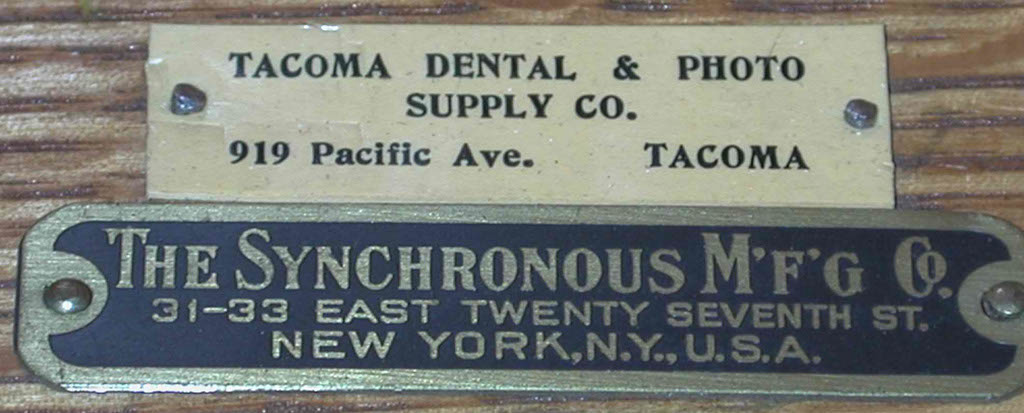 TACOMA DENTAL & PHOTO
SUPPLY CO.
919 Pacific Ave. TACOMA
THE SYNCHRONOUS M'F'G CO.
31-33 EAST TWENTY SEVENTH ST.
NEW YORK, N.Y., U.S.A.